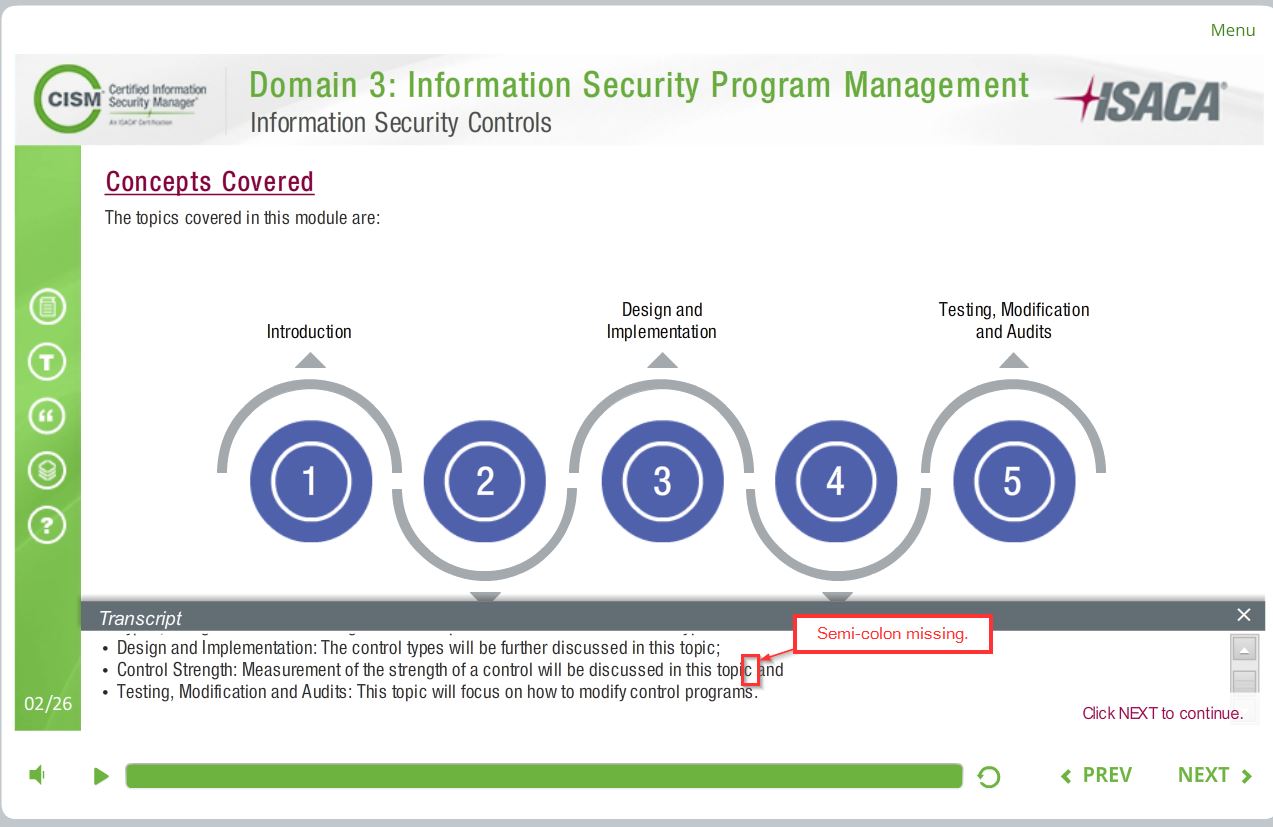 Menu
CISM
Certified Information
Security Manager®
An ISACA® Certification
Domain 3: Information Security Program Management
Information Security Controls
ISACA®
Concepts Covered
The topics covered in this module are:
Introduction
Design and
Implementation
Testing, Modification
and Audits
1
2
3
4
5
Transcript
Semi-colon missing.
• Design and Implementation: The control types will be further discussed in this topic;
• Control Strength: Measurement of the strength of a control will be discussed in this topic and
• Testing, Modification and Audits: This topic will focus on how to modify control programs.
T
“
?
02/26
Click NEXT to continue.
PREV
NEXT